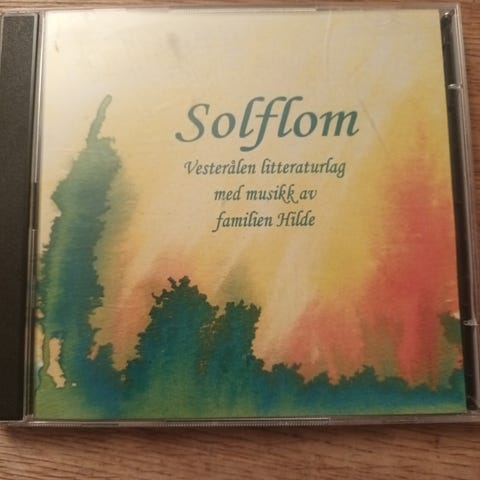 Solflom
Vesterålen litteraturlag
med musikk av
familien Hilde